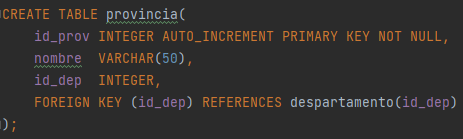 CREATE TABLE provincia(
id_prov INTEGER AUTO_INCREMENT PRIMARY KEY NOT NULL,
nombre VARCHAR(50),
id_dep INTEGER,
FOREIGN KEY (id_dep) REFERENCES despartamento(id_dep)
);